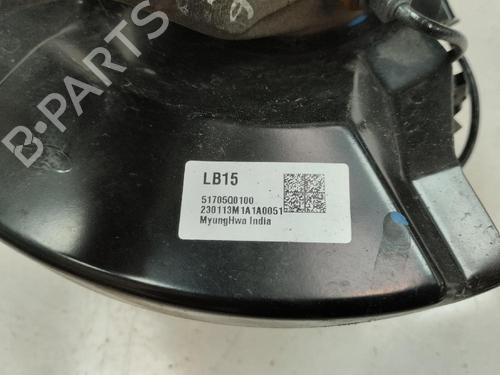 B-PARTS
LB15
51705Q0100
230113M1A1A0051
MyungHwa India